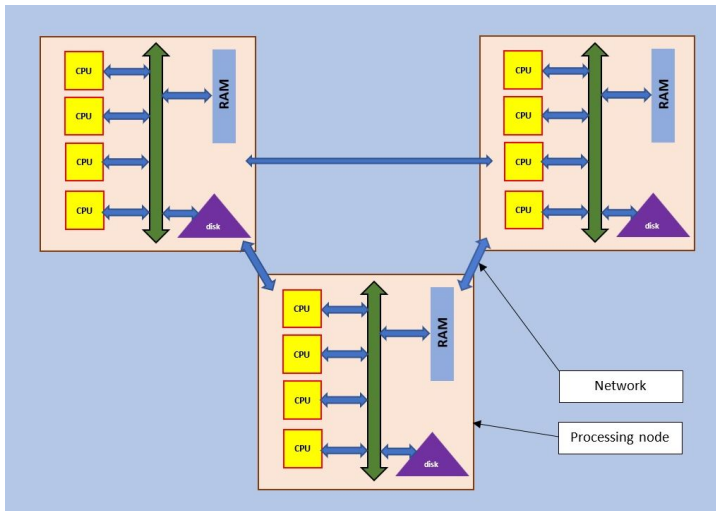 CPU
CPU
CPU
CPU
RAM
disk
CPU
CPU
CPU
CPU
RAM
disk
CPU
CPU
CPU
CPU
RAM
disk
Network
Processing node